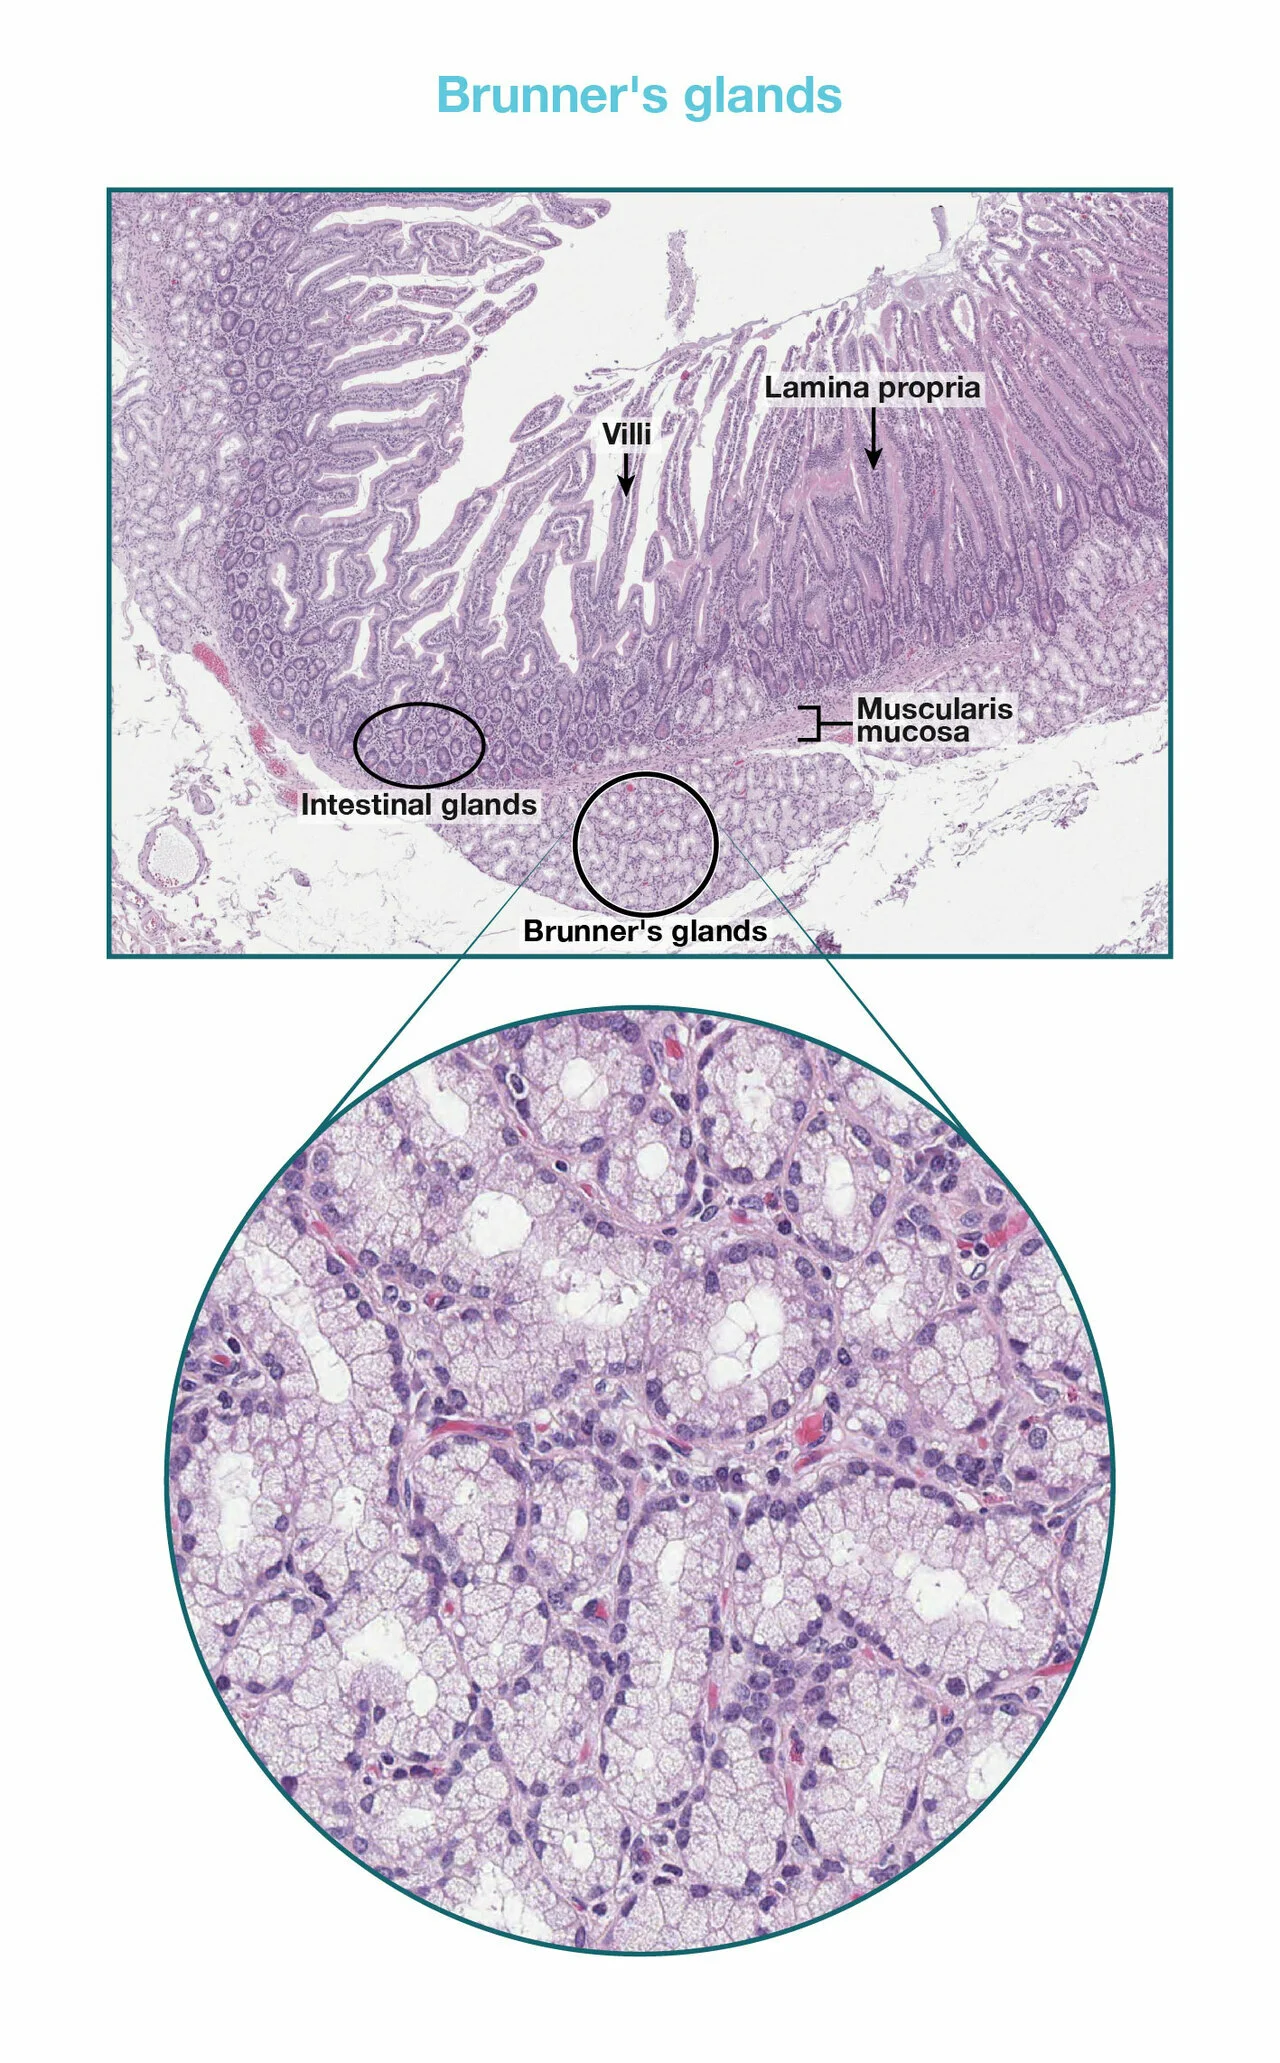 Brunner's glands
Lamina propria
Villi
Muscularis
mucosa
Intestinal glands
Brunner's glands